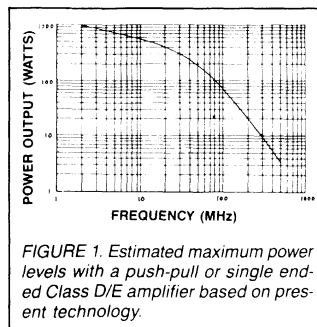 1000
100
10
1
1
10
100
1000
POWER OUTPUT (WATTS)
FREQUENCY (MHz)
FIGURE 1. Estimated maximum power
levels with a push-pull or single end-
ed Class D/E amplifier based on pres-
ent technology.